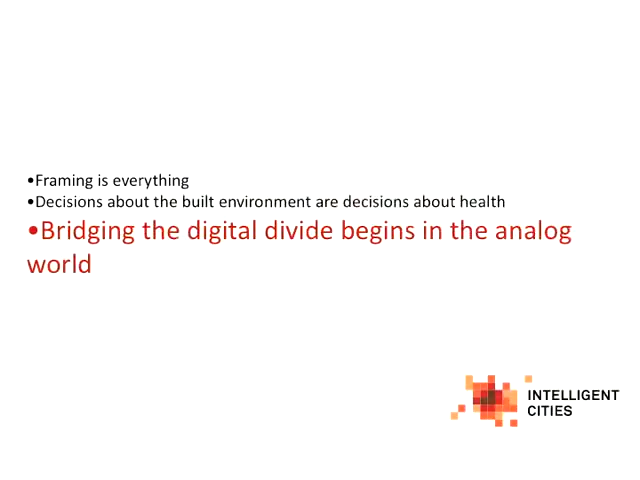 •Framing is everything
•Decisions about the built environment are decisions about health
•Bridging the digital divide begins in the analog
world
INTELLIGENT
CITIES